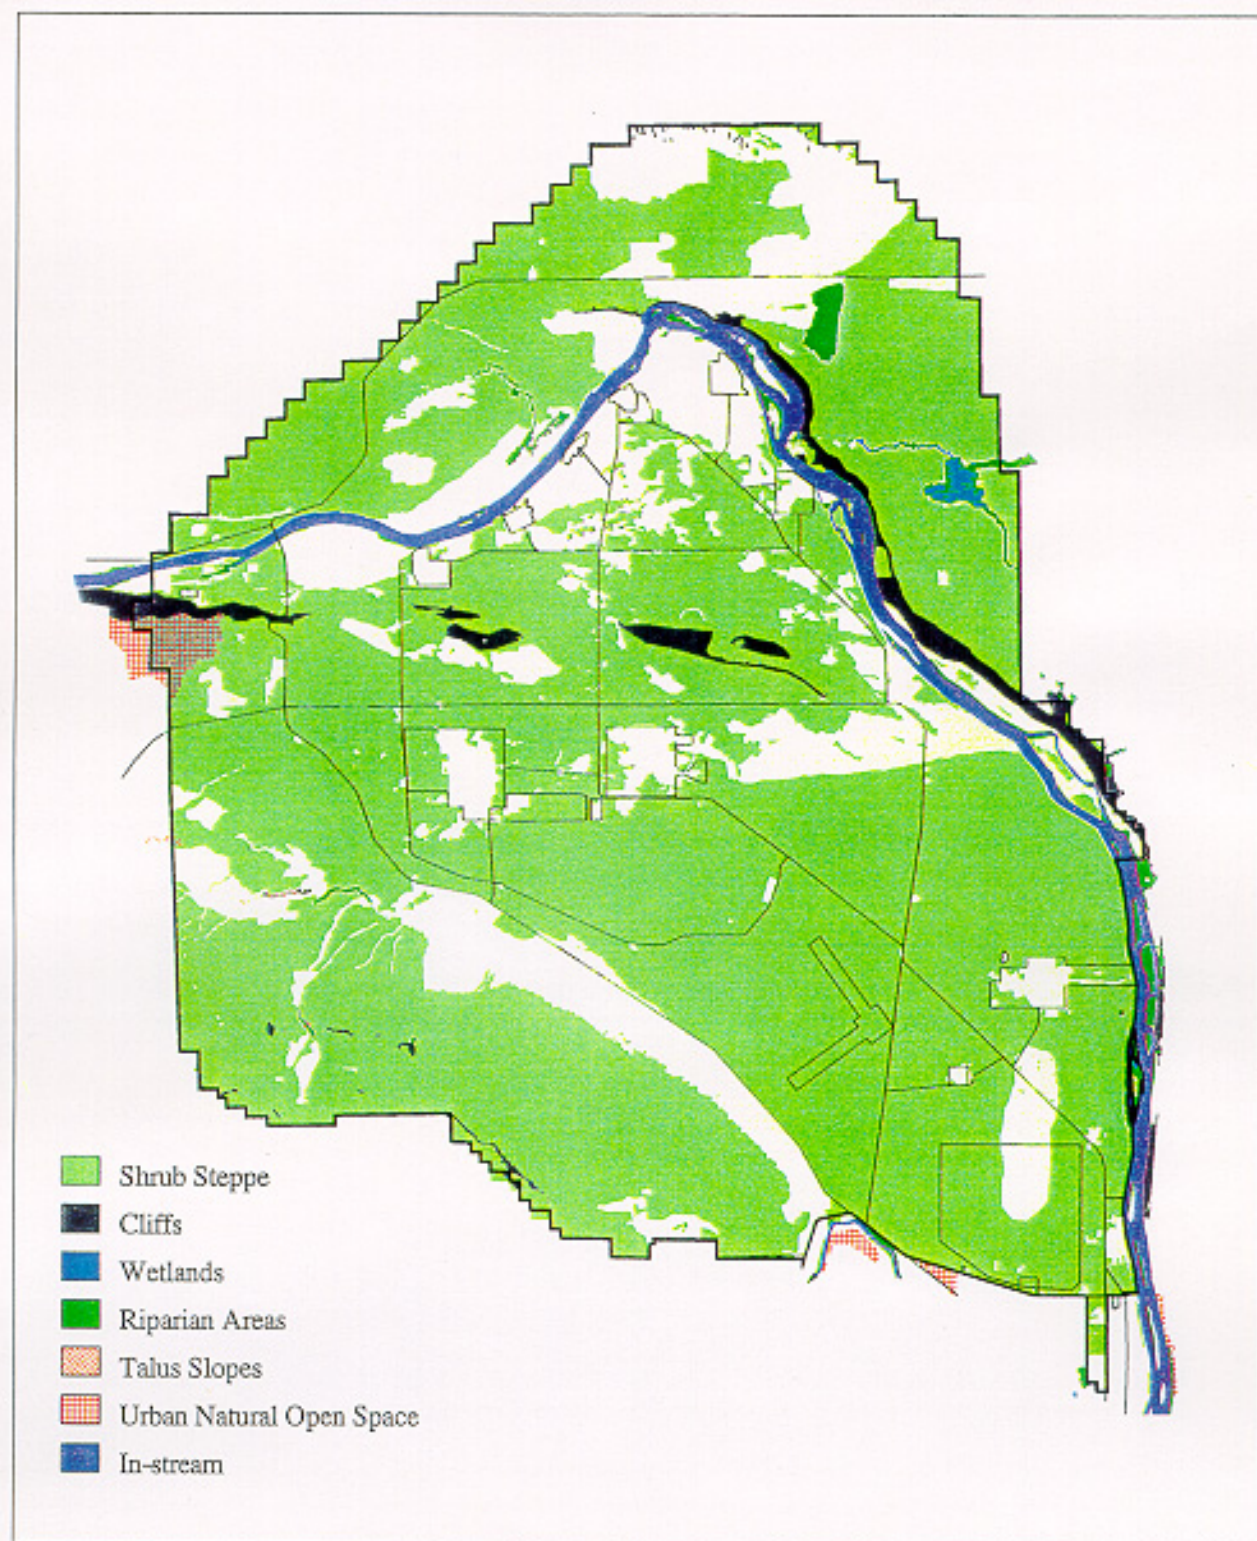 Shrub Steppe
Cliffs
Wetlands
Riparian Areas
Talus Slopes
Urban Natural Open Space
In-stream